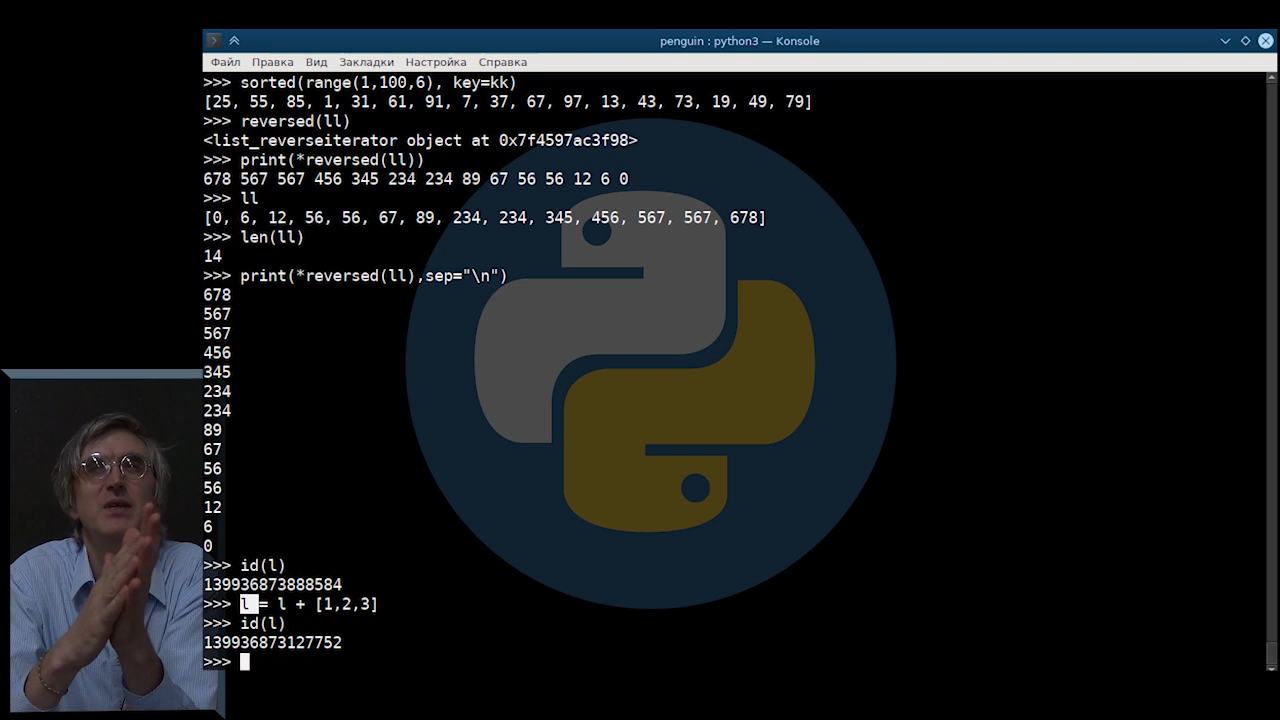 penguin : python3 — Konsole
Файл Правка Вид Закладки Настройка Справка
>>> sorted(range(1,100,6), key=kk)
[25, 55, 85, 1, 31, 61, 91, 7, 37, 67, 97, 13, 43, 73, 19, 49, 79]
>>> reversed(ll)
<list_reverseiterator object at 0x7f4597ac3f98>
>>> print(*reversed(ll))
678 567 567 456 345 234 234 89 67 56 56 12 6 0
>>> ll
[0, 6, 12, 56, 56, 67, 89, 234, 234, 345, 456, 567, 567, 678]
>>> len(ll)
14
>>> print(*reversed(ll),sep="\n")
678
567
567
456
345
234
234
89
67
56
56
12
6
0
>>> id(l)
139936873888584
>>> l = l + [1,2,3]
>>> id(l)
139936873127752
>>>